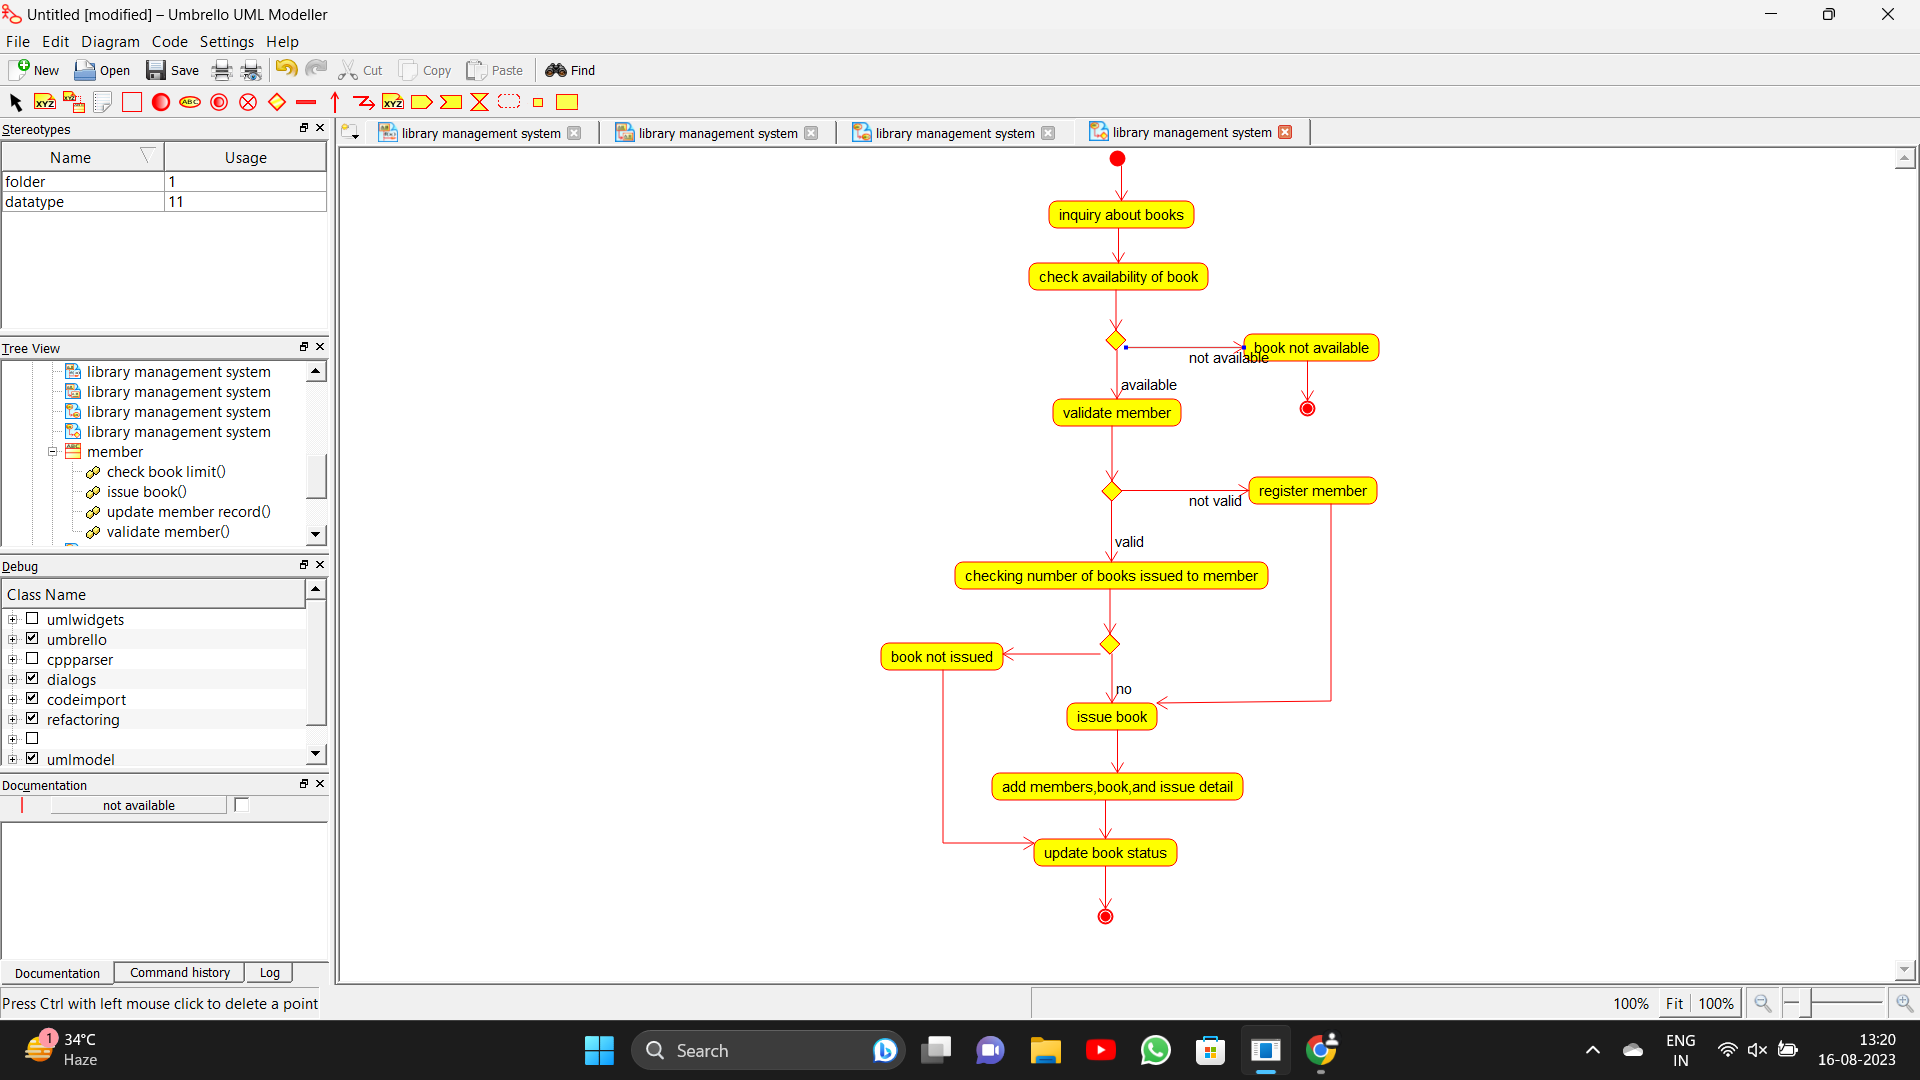 Untitled [modified] – Umbrello UML Modeller
File Edit Diagram Code Settings Help
New Open Save Cut Copy Paste Find
XYZ XYZ ABC XYZ
Stereotypes
library management system library management system library management system library management system
Name Usage
folder 1
datatype 11
Tree View
library management system
library management system
library management system
library management system
ABC member
check book limit()
issue book()
update member record()
validate member()
Debug
Class Name
umlwidgets
umbrello
cppparser
dialogs
codeimport
refactoring
umlmodel
Documentation
not available
Documentation Command history Log
inquiry about books
check availability of book
book not available
not available
available
validate member
register member
not valid
valid
checking number of books issued to member
book not issued
no
issue book
add members,book,and issue detail
update book status
Press Ctrl with left mouse click to delete a point
100% Fit 100%
1
34°C
Haze
Search
ENG
IN
13:20
16-08-2023